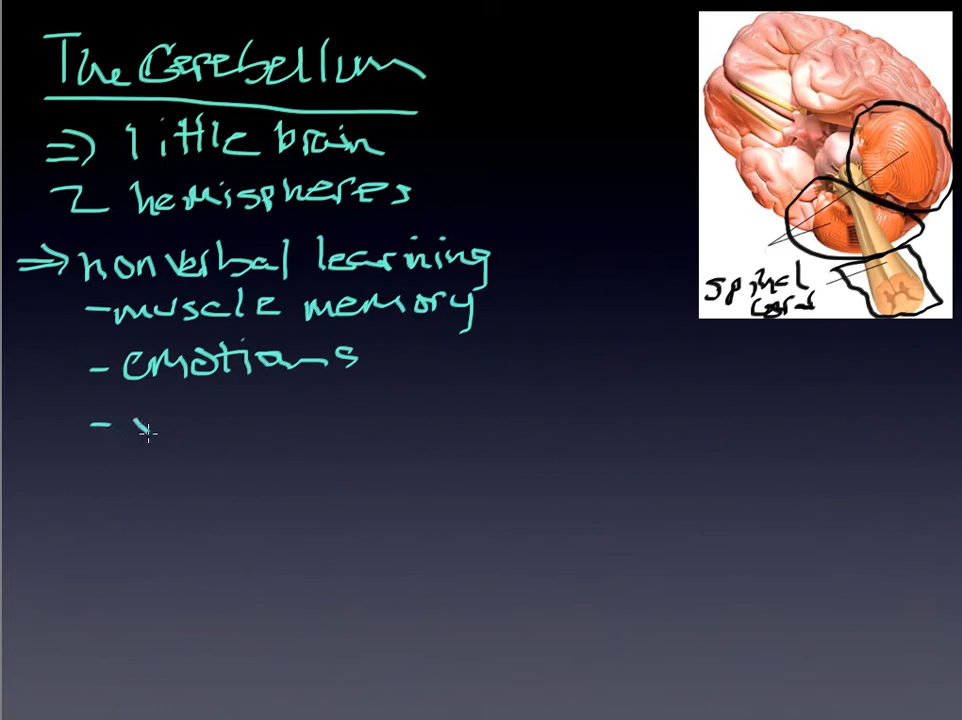 The Cerebellum
=> little brain
2 hemispheres
=> nonverbal learning
- muscle memory
- emotions
-
spinal
cord